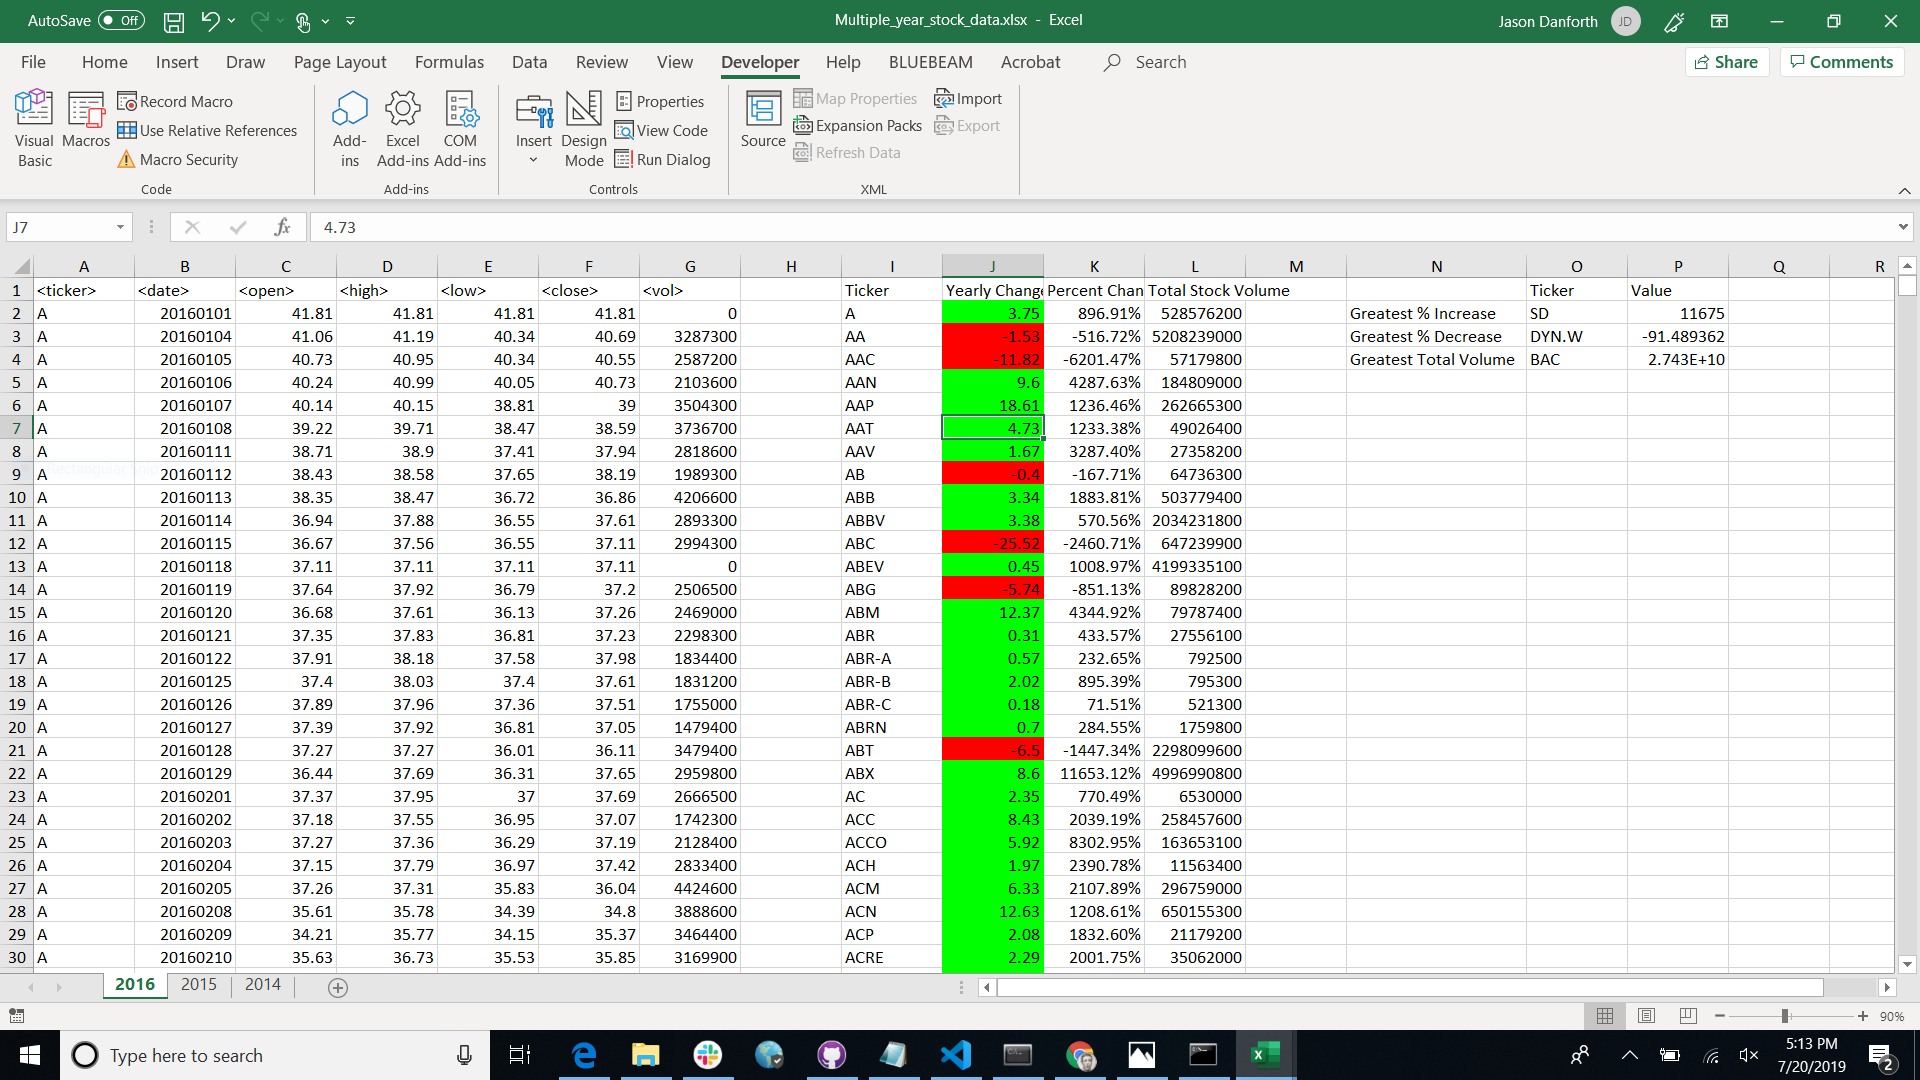 AutoSave Off Multiple_year_stock_data.xlsx - Excel Jason Danforth JD
File Home Insert Draw Page Layout Formulas Data Review View Developer Help BLUEBEAM Acrobat Search Share Comments
Visual Basic
Macros
Record Macro
Use Relative References
Macro Security
Code
Add-ins
Excel Add-ins
COM Add-ins
Add-ins
Insert
Design Mode
Properties
View Code
Run Dialog
Controls
Source
Map Properties
Expansion Packs
Refresh Data
Import
Export
XML
J7 fx 4.73
A B C D E F G H I J K L M N O P Q R
1 <ticker> <date> <open> <high> <low> <close> <vol> Ticker Yearly Change Percent Chan Total Stock Volume Ticker Value
2 A 20160101 41.81 41.81 41.81 41.81 0 A 3.75 896.91% 528576200 Greatest % Increase SD 11675
3 A 20160104 41.06 41.19 40.34 40.69 3287300 AA -1.53 -516.72% 5208239000 Greatest % Decrease DYN.W -91.489362
4 A 20160105 40.73 40.95 40.34 40.55 2587200 AAC -11.82 -6201.47% 57179800 Greatest Total Volume BAC 2.743E+10
5 A 20160106 40.24 40.99 40.05 40.73 2103600 AAN 9.6 4287.63% 184809000
6 A 20160107 40.14 40.15 38.81 39 3504300 AAP 18.61 1236.46% 262665300
7 A 20160108 39.22 39.71 38.47 38.59 3736700 AAT 4.73 1233.38% 49026400
8 A 20160111 38.71 38.9 37.41 37.94 2818600 AAV 1.67 3287.40% 27358200
9 A 20160112 38.43 38.58 37.65 38.19 1989300 AB -0.4 -167.71% 64736300
10 A 20160113 38.35 38.47 36.72 36.86 4206600 ABB 3.34 1883.81% 503779400
11 A 20160114 36.94 37.88 36.55 37.61 2893300 ABBV 3.38 570.56% 2034231800
12 A 20160115 36.67 37.56 36.55 37.11 2994300 ABC -25.52 -2460.71% 647239900
13 A 20160118 37.11 37.11 37.11 37.11 0 ABEV 0.45 1008.97% 4199335100
14 A 20160119 37.64 37.92 36.79 37.2 2506500 ABG -5.74 -851.13% 89828200
15 A 20160120 36.68 37.61 36.13 37.26 2469000 ABM 12.37 4344.92% 79787400
16 A 20160121 37.35 37.83 36.81 37.23 2298300 ABR 0.31 433.57% 27556100
17 A 20160122 37.91 38.18 37.58 37.98 1834400 ABR-A 0.57 232.65% 792500
18 A 20160125 37.4 38.03 37.4 37.61 1831200 ABR-B 2.02 895.39% 795300
19 A 20160126 37.89 37.96 37.36 37.51 1755000 ABR-C 0.18 71.51% 521300
20 A 20160127 37.39 37.92 36.81 37.05 1479400 ABRN 0.7 284.55% 1759800
21 A 20160128 37.27 37.27 36.01 36.11 3479400 ABT -6.5 -1447.34% 2298099600
22 A 20160129 36.44 37.69 36.31 37.65 2959800 ABX 8.6 11653.12% 4996990800
23 A 20160201 37.37 37.95 37 37.69 2666500 AC 2.35 770.49% 6530000
24 A 20160202 37.18 37.55 36.95 37.07 1742300 ACC 8.43 2039.19% 258457600
25 A 20160203 37.27 37.36 36.29 37.19 2128400 ACCO 5.92 8302.95% 163653100
26 A 20160204 37.15 37.79 36.97 37.42 2833400 ACH 1.97 2390.78% 11563400
27 A 20160205 37.26 37.31 35.83 36.04 4424600 ACM 6.33 2107.89% 296759000
28 A 20160208 35.61 35.78 34.39 34.8 3888600 ACN 12.63 1208.61% 650155300
29 A 20160209 34.21 35.77 34.15 35.37 3464400 ACP 2.08 1832.60% 21179200
30 A 20160210 35.63 36.73 35.53 35.85 3169900 ACRE 2.29 2001.75% 35062000
2016 2015 2014
90%
Type here to search
5:13 PM
7/20/2019
2